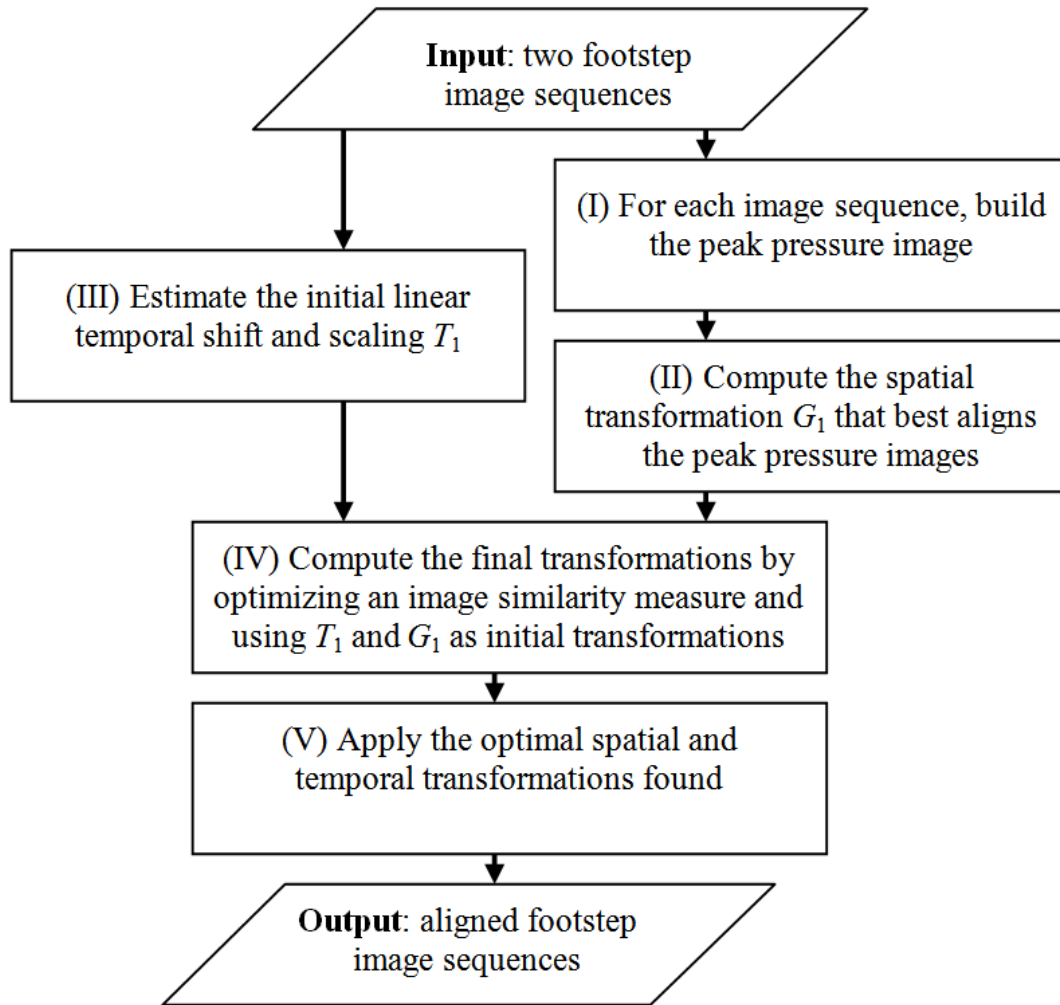 Input: two footstep
image sequences
(I) For each image sequence, build
the peak pressure image
(III) Estimate the initial linear
temporal shift and scaling T₁
(II) Compute the spatial
transformation G₁ that best aligns
the peak pressure images
(IV) Compute the final transformations by
optimizing an image similarity measure and
using T₁ and G₁ as initial transformations
(V) Apply the optimal spatial and
temporal transformations found
Output: aligned footstep
image sequences